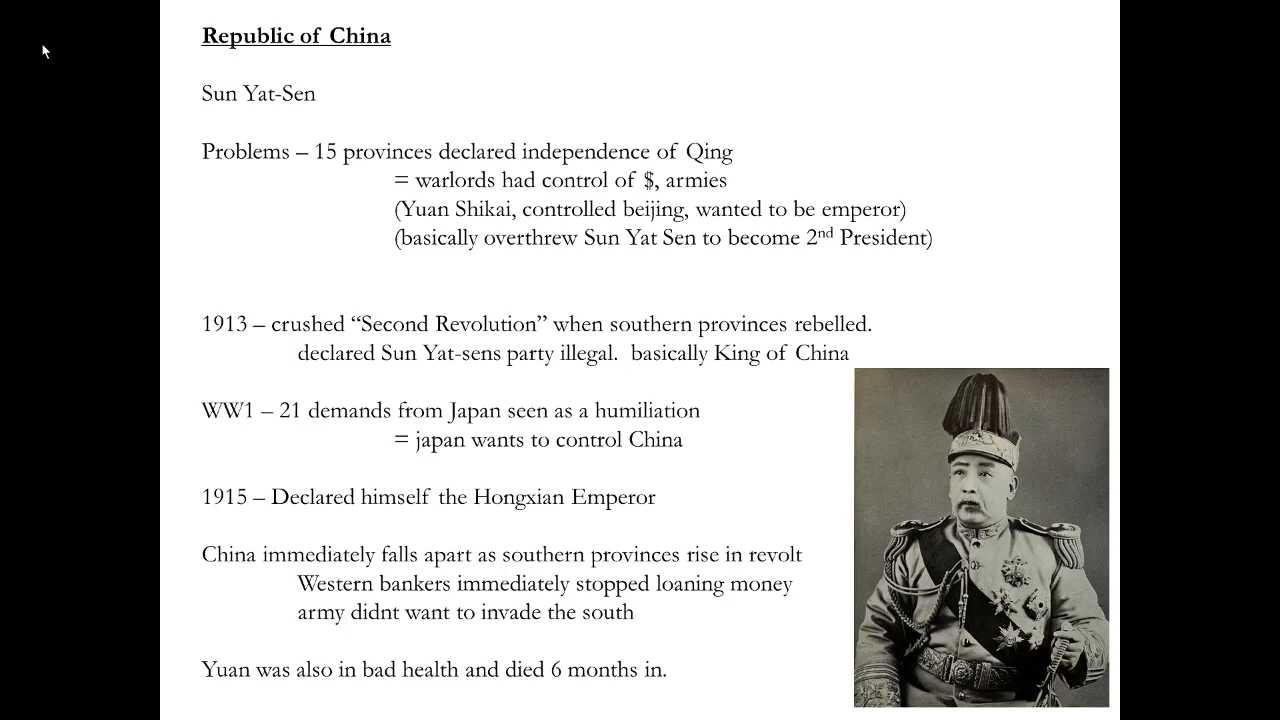 Republic of China
Sun Yat-Sen
Problems – 15 provinces declared independence of Qing
= warlords had control of $, armies
(Yuan Shikai, controlled beijing, wanted to be emperor)
(basically overthrew Sun Yat Sen to become 2nd President)
1913 – crushed “Second Revolution” when southern provinces rebelled.
declared Sun Yat-sens party illegal. basically King of China
WW1 – 21 demands from Japan seen as a humiliation
= japan wants to control China
1915 – Declared himself the Hongxian Emperor
China immediately falls apart as southern provinces rise in revolt
Western bankers immediately stopped loaning money
army didnt want to invade the south
Yuan was also in bad health and died 6 months in.